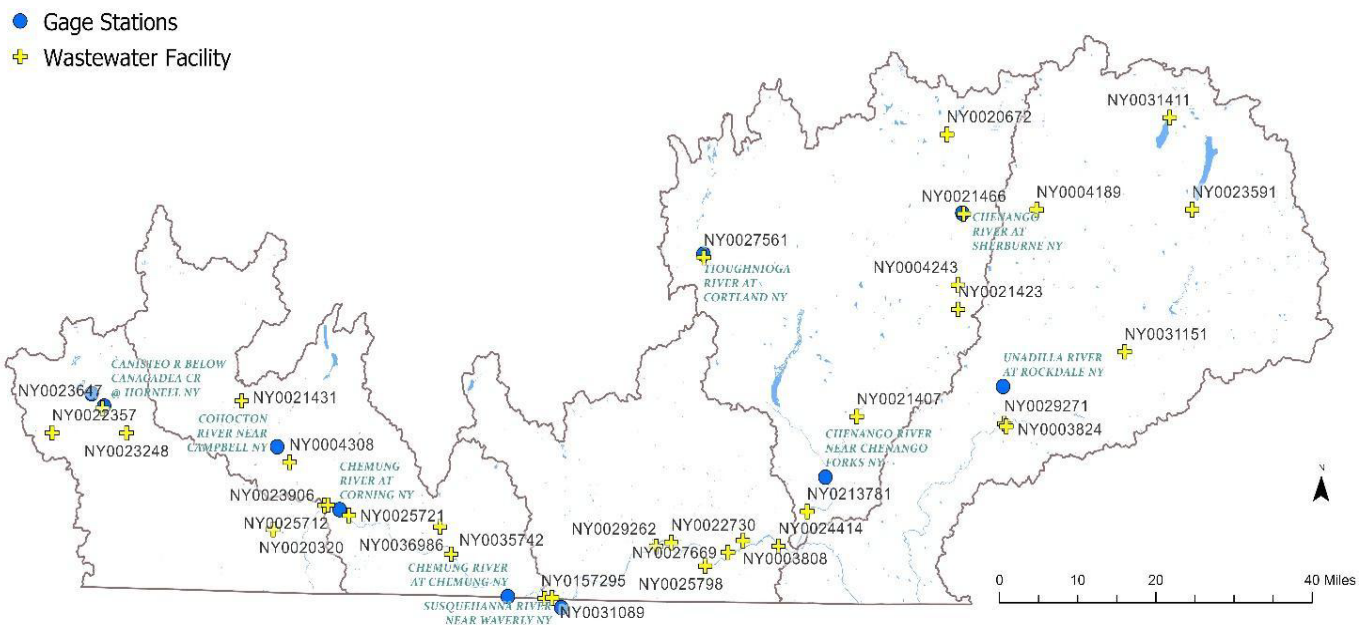 Gage Stations
Wastewater Facility
NY0031411
NY0020672
NY0021466
NY0004189
NY0023591
CHENANGO
RIVER AT
SHERBURNE NY
NY0027561
TIOUGHNIOGA
RIVER AT
CORTLAND NY
NY0004243
NY0021423
NY0031151
UNADILLA RIVER
AT ROCKDALE NY
CANISTEO R BELOW
CANACADEA CR
@ HORNELL NY
NY0023647
NY0022357
NY0023248
NY0021431
COHOCTON
RIVER NEAR
CAMPBELL NY
NY0004308
NY0021407
NY0029271
NY0003824
CHENANGO RIVER
NEAR CHENANGO
FORKS NY
CHEMUNG
RIVER AT
CORNING NY
NY0023906
NY0025712
NY0020320
NY0025721
NY0036986
NY0035742
NY0213781
NY0029262
NY0022730
NY0024414
NY0027669
NY0003808
NY0025798
CHEMUNG RIVER
AT CHEMUNG NY
NY0157295
SUSQUEHANNA RIVER
NEAR WAVERLY NY
NY0031089
N
0 10 20 40 Miles